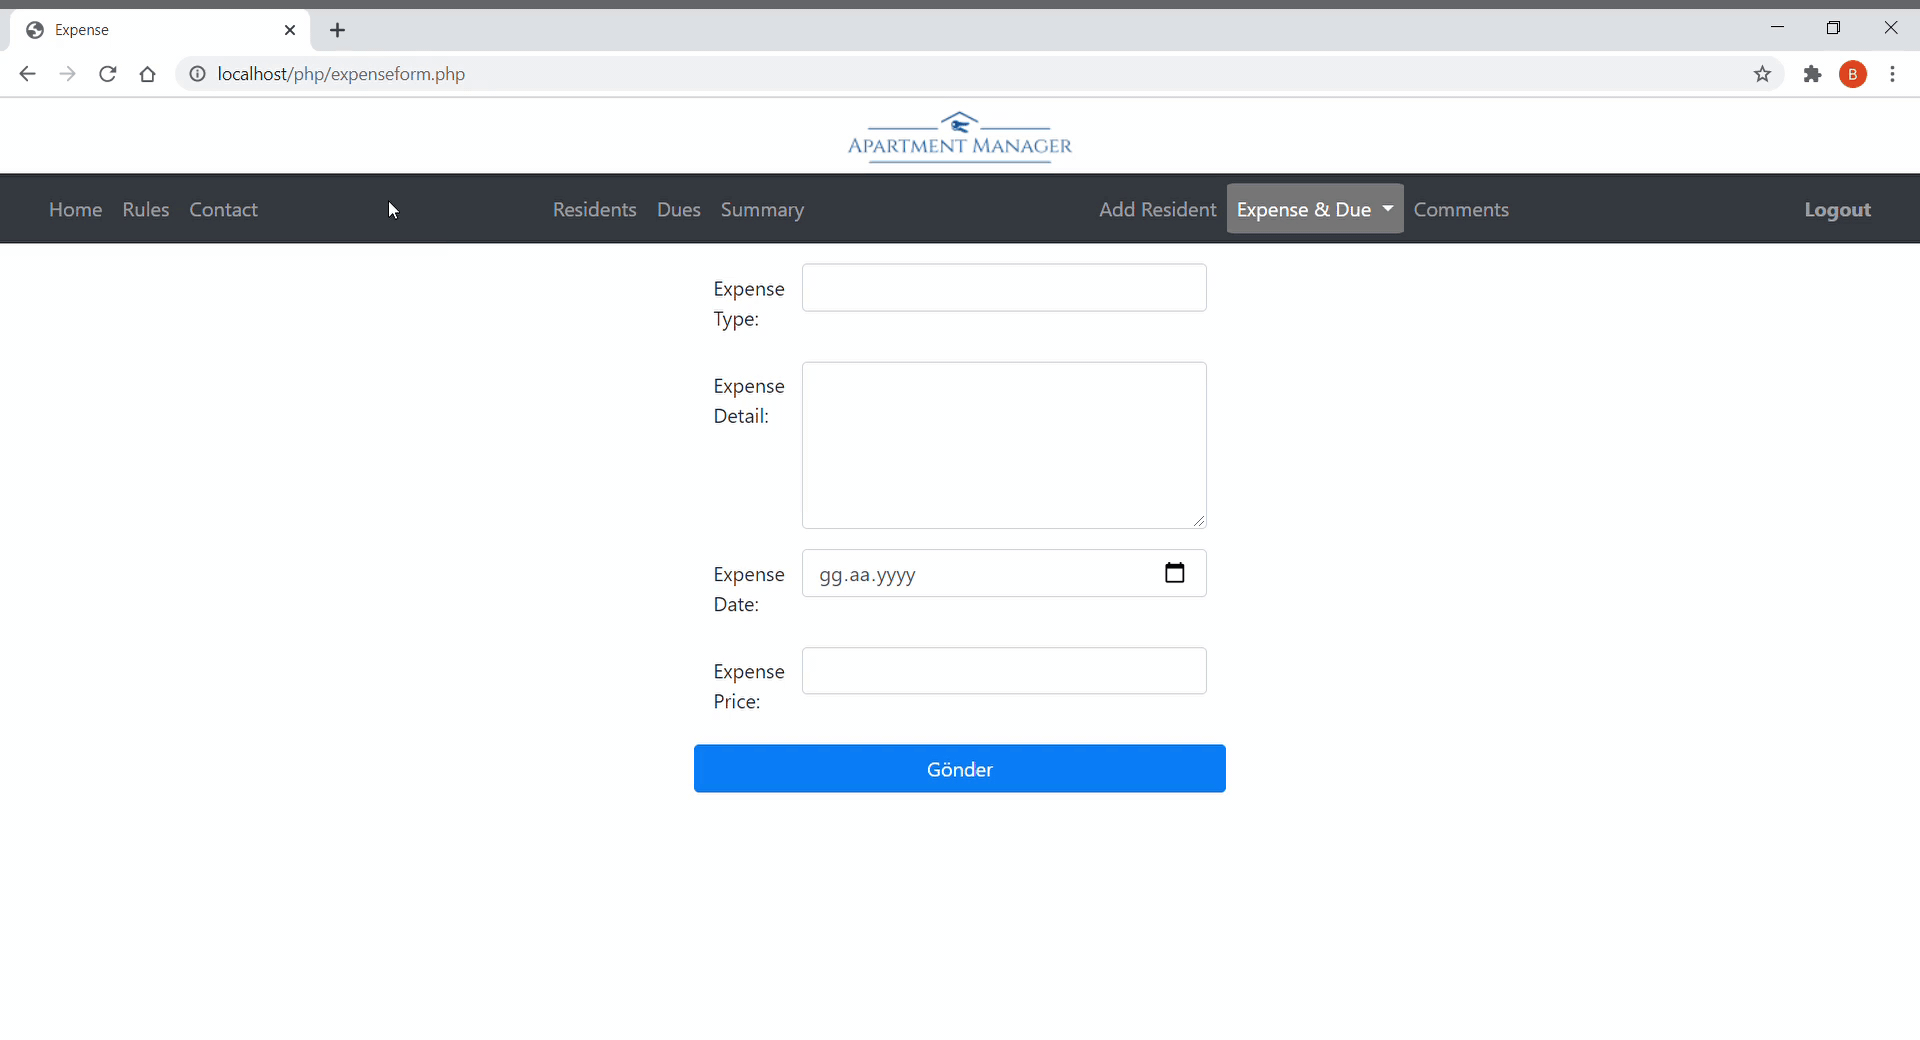 Expense
localhost/php/expenseform.php
B
APARTMENT MANAGER
Home Rules Contact Residents Dues Summary Add Resident Expense & Due Comments Logout
Expense
Type:
Expense
Detail:
Expense
Date:
gg.aa.yyyy
Expense
Price:
Gönder